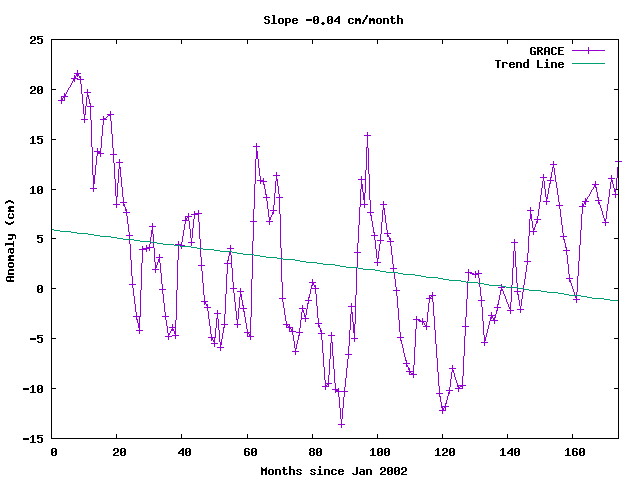 Slope -0.04 cm/month
GRACE
Trend Line
25
20
15
10
5
0
-5
-10
-15
Anomaly (cm)
0 20 40 60 80 100 120 140 160
Months since Jan 2002